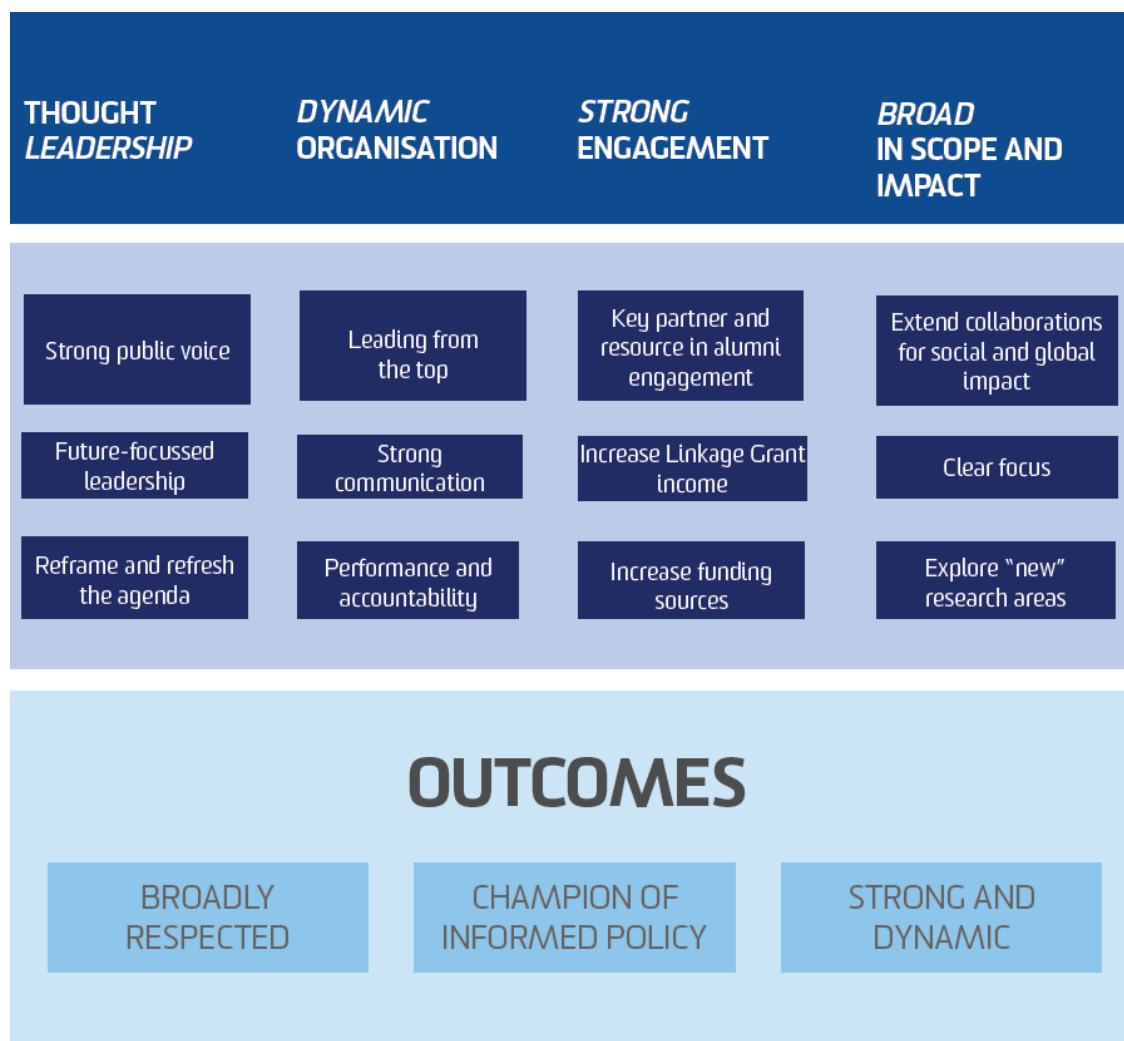 THOUGHT
LEADERSHIP
DYNAMIC
ORGANISATION
STRONG
ENGAGEMENT
BROAD
IN SCOPE AND
IMPACT
Strong public voice
Leading from
the top
Key partner and
resource in alumni
engagement
Extend collaborations
for social and global
impact
Future-focussed
leadership
Strong
communication
Increase Linkage Grant
income
Clear focus
Reframe and refresh
the agenda
Performance and
accountability
Increase funding
sources
Explore “new”
research areas
OUTCOMES
BROADLY
RESPECTED
CHAMPION OF
INFORMED POLICY
STRONG AND
DYNAMIC